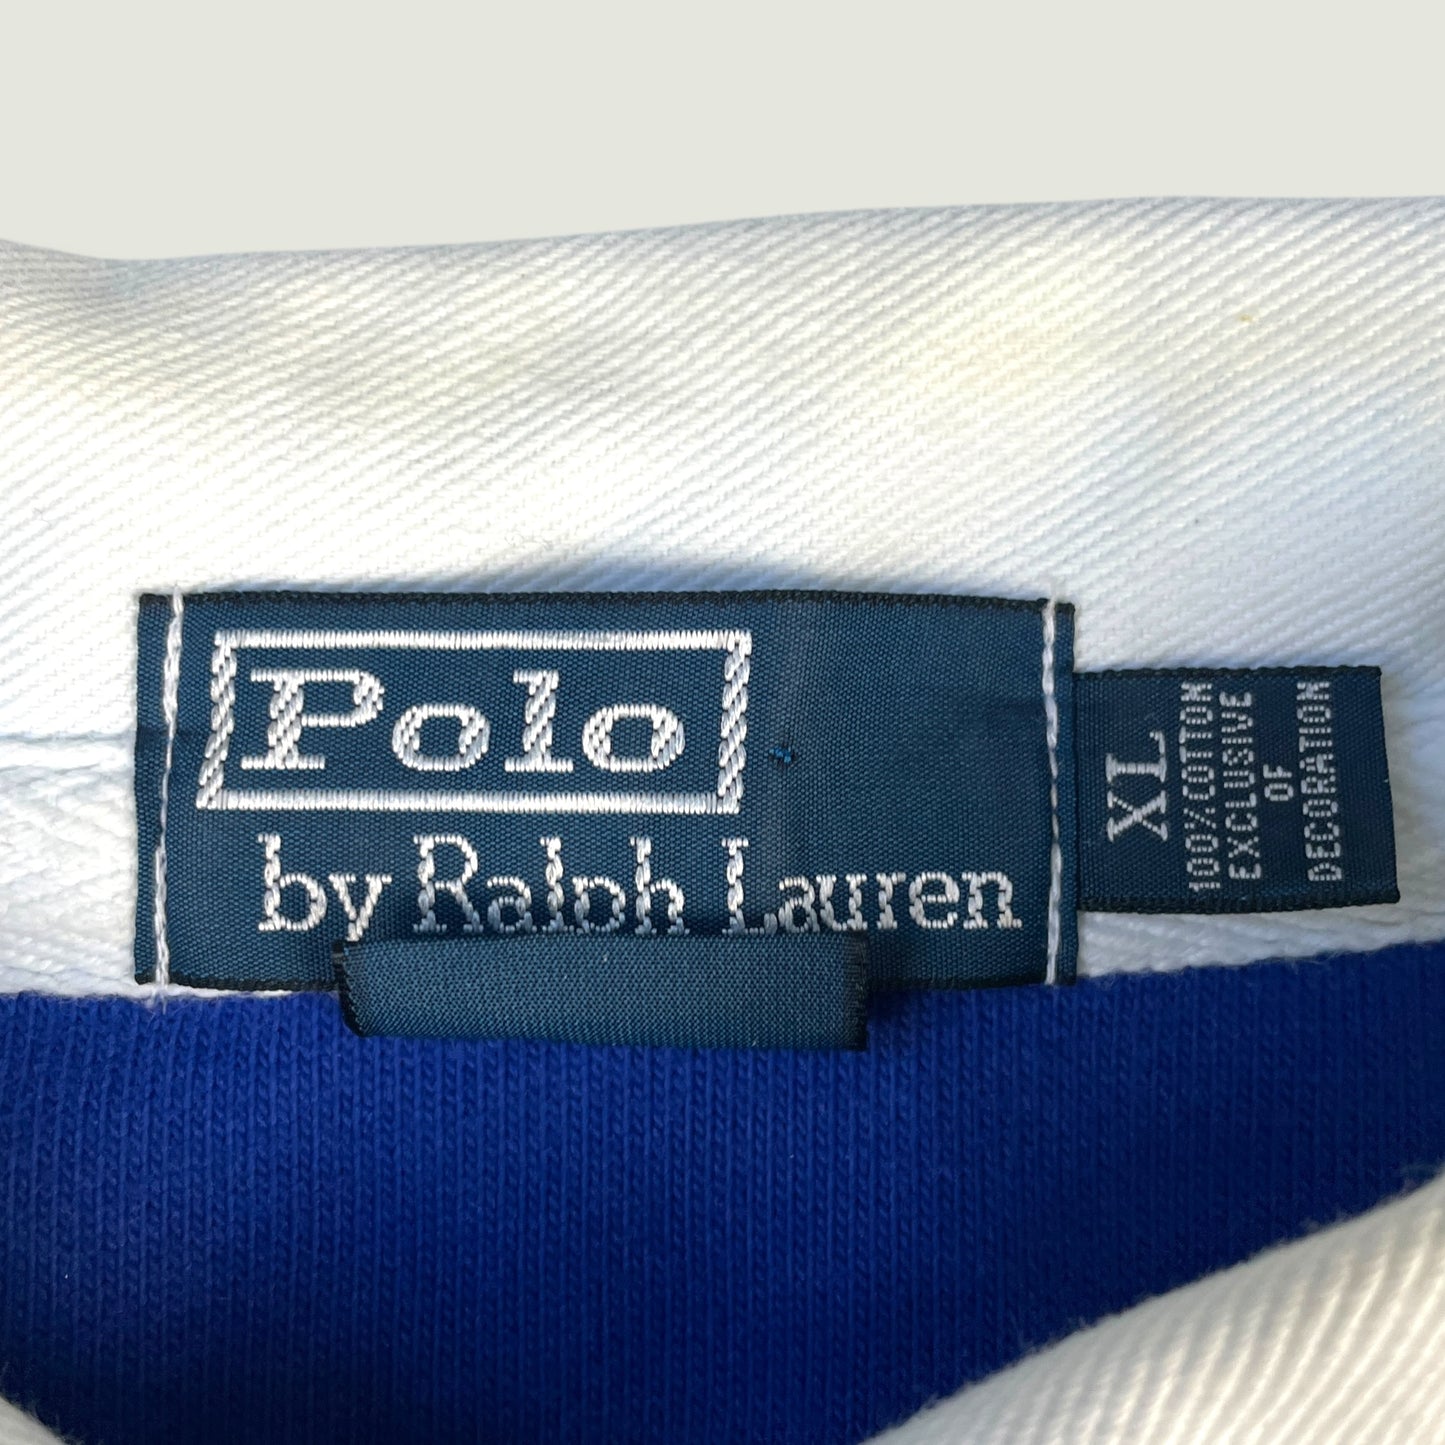 Polo
by Ralph Lauren
XL
100% COTTON
EXCLUSIVE
OF
DECORATION